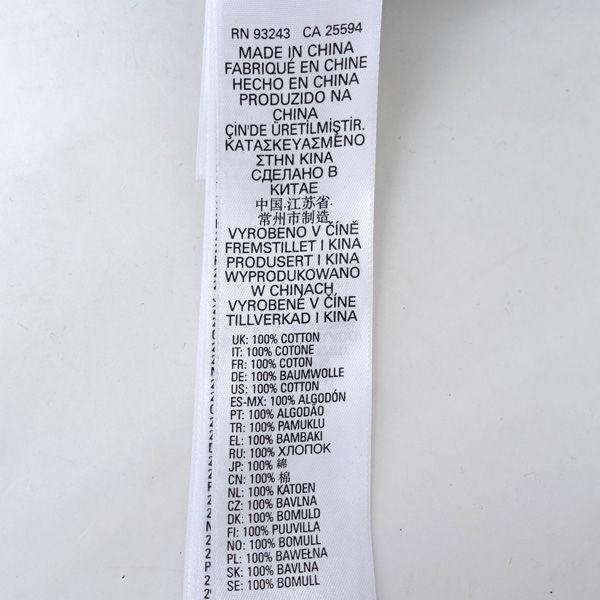 RN 93243 CA 25594
MADE IN CHINA
FABRIQUÉ EN CHINE
HECHO EN CHINA
PRODUZIDO NA
CHINA
ÇİN'DE ÜRETİLMİŞTİR.
ΚΑΤΑΣΚΕΥΑΣΜΕΝΟ
ΣΤΗΝ ΚΙΝΑ
СДЕЛАНО В
КИТАЕ
中国.江苏省.
常州市制造
VYROBENO V ČÍNĚ
FREMSTILLET I KINA
PRODUSERT I KINA
WYPRODUKOWANO
W CHINACH
VYROBENÉ V ČÍNE
TILLVERKAD I KINA
UK: 100% COTTON
IT: 100% COTONE
FR: 100% COTON
DE: 100% BAUMWOLLE
US: 100% COTTON
ES-MX: 100% ALGODÓN
PT: 100% ALGODÃO
TR: 100% PAMUKLU
EL: 100% ΒΑΜΒΑΚΙ
RU: 100% ХЛОПОК
JP: 100% 綿
CN: 100% 棉
NL: 100% KATOEN
CZ: 100% BAVLNA
DK: 100% BOMULD
FI: 100% PUUVILLA
NO: 100% BOMULL
PL: 100% BAWEŁNA
SK: 100% BAVLNA
SE: 100% BOMULL